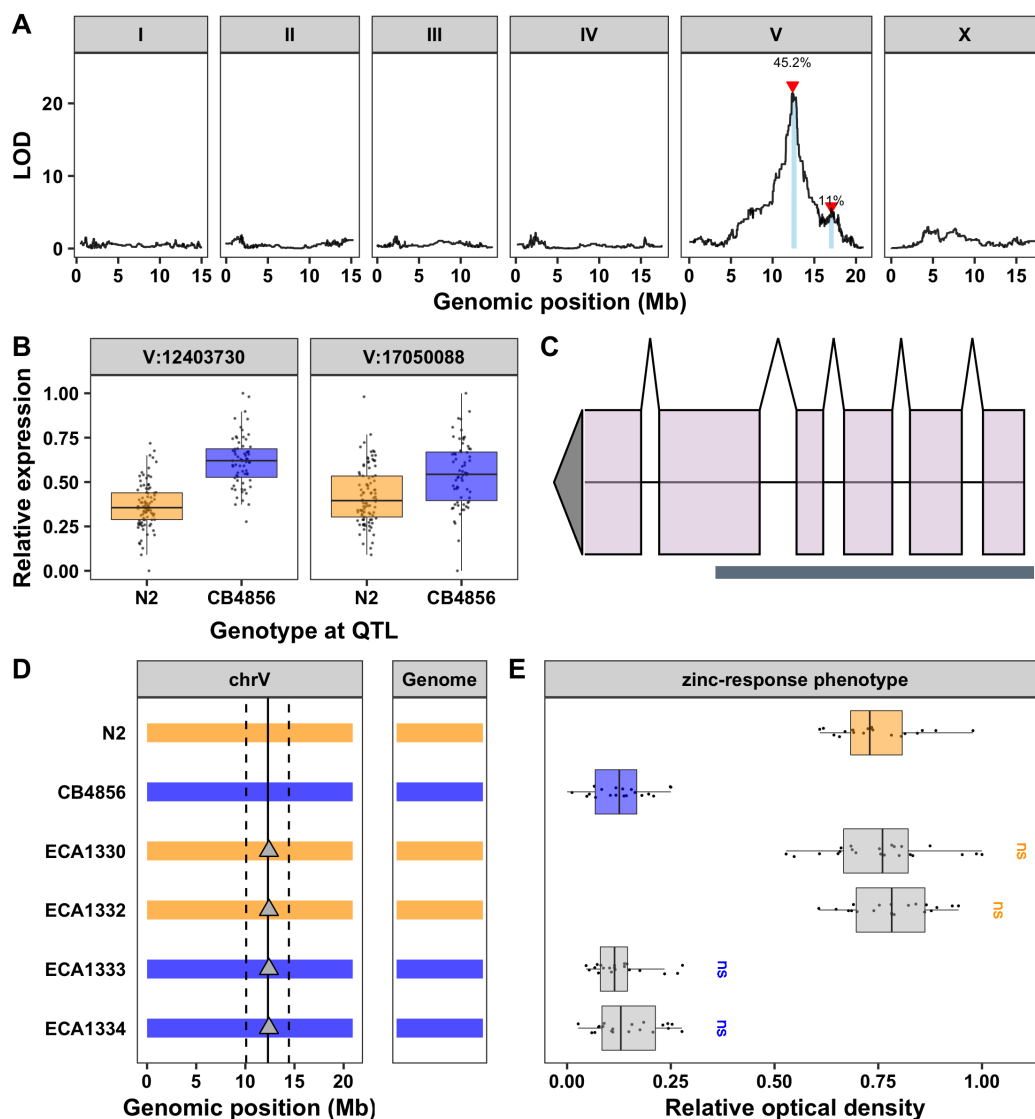 A
I II III IV V X
45.2%
11%
LOD
20
10
0
0 5 10 15 0 5 10 15 0 5 10 0 5 10 15 0 5 10 15 20 0 5 10 15
Genomic position (Mb)
B
V:12403730 V:17050088
Relative expression
1.00
0.75
0.50
0.25
0.00
N2 CB4856 N2 CB4856
Genotype at QTL
C
D
chrV Genome
N2
CB4856
ECA1330
ECA1332
ECA1333
ECA1334
0 5 10 15 20
Genomic position (Mb)
E
zinc-response phenotype
ns
ns
ns
ns
0.00 0.25 0.50 0.75 1.00
Relative optical density